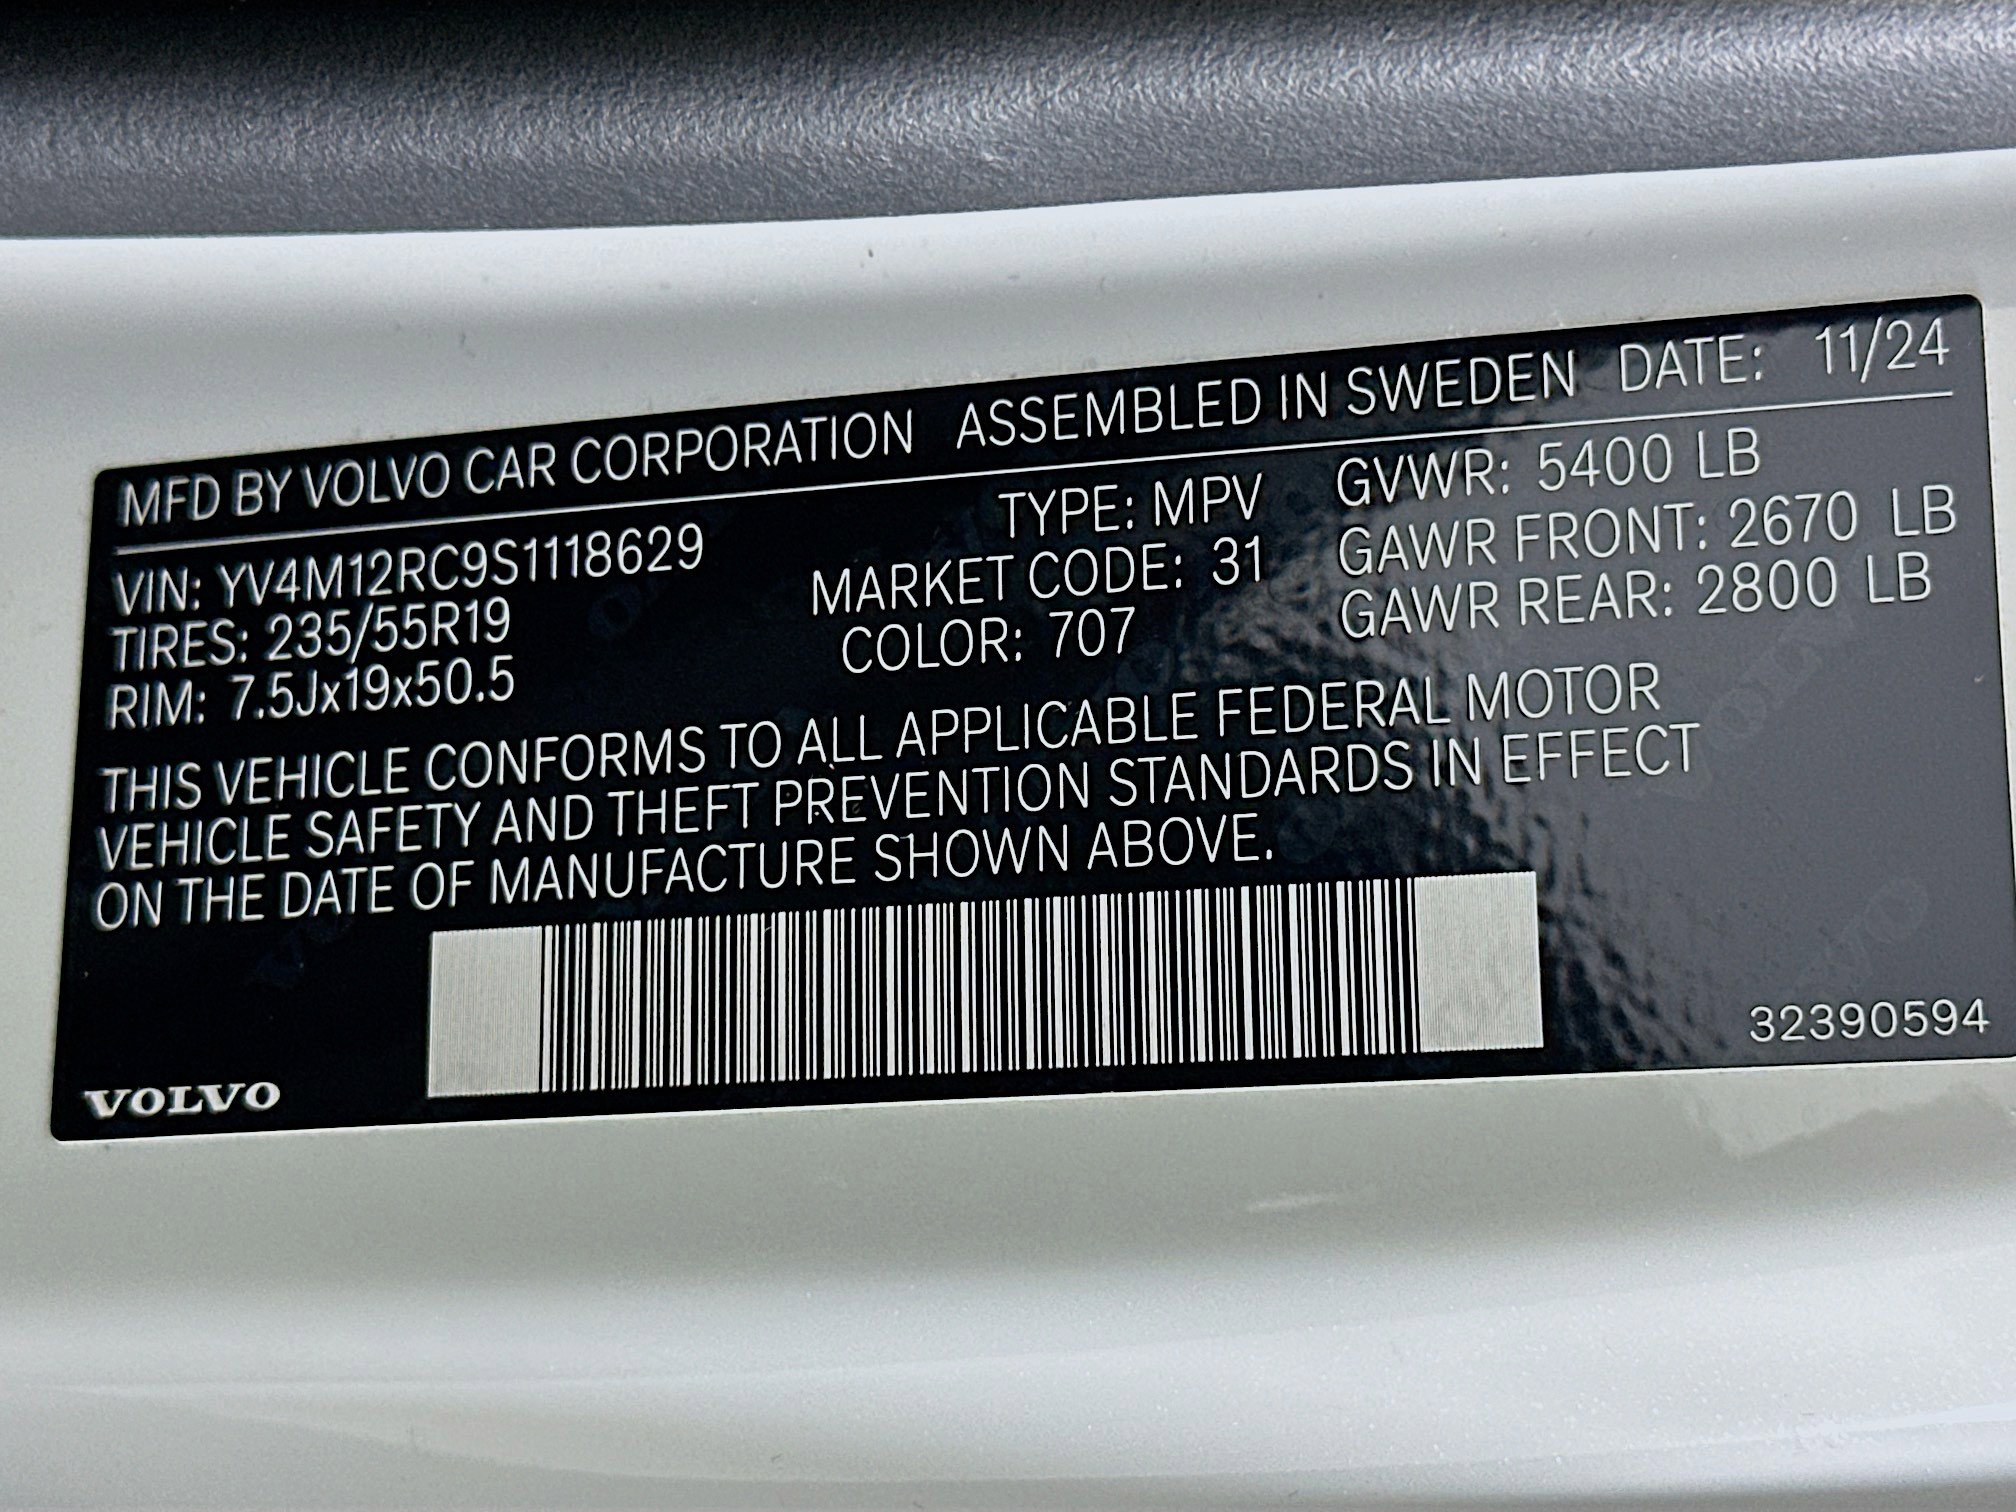 MFD BY VOLVO CAR CORPORATION ASSEMBLED IN SWEDEN DATE: 11/24
VIN: YV4M12RC9S1118629
TIRES: 235/55R19
RIM: 7.5Jx19x50.5
TYPE: MPV
MARKET CODE: 31
COLOR: 707
GVWR: 5400 LB
GAWR FRONT: 2670 LB
GAWR REAR: 2800 LB
THIS VEHICLE CONFORMS TO ALL APPLICABLE FEDERAL MOTOR
VEHICLE SAFETY AND THEFT PREVENTION STANDARDS IN EFFECT
ON THE DATE OF MANUFACTURE SHOWN ABOVE.
VOLVO
32390594